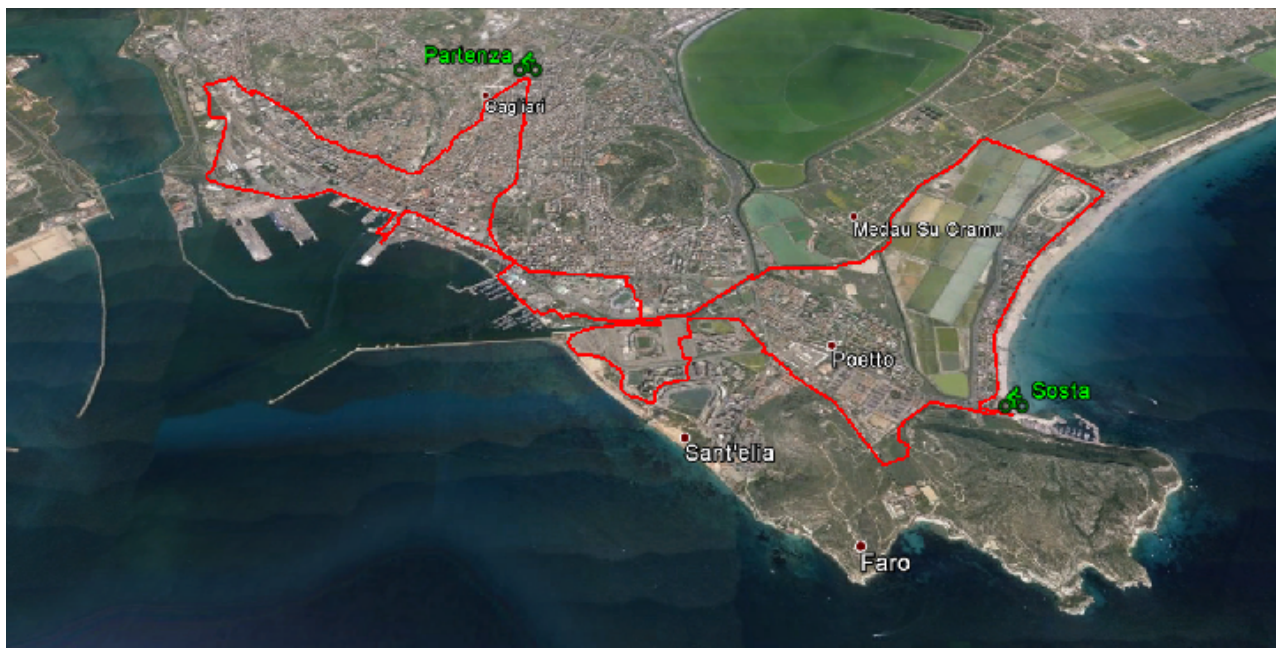 Partenza
Cagliari
Medau Su Cramu
Poetto
Sosta
Sant'elia
Faro